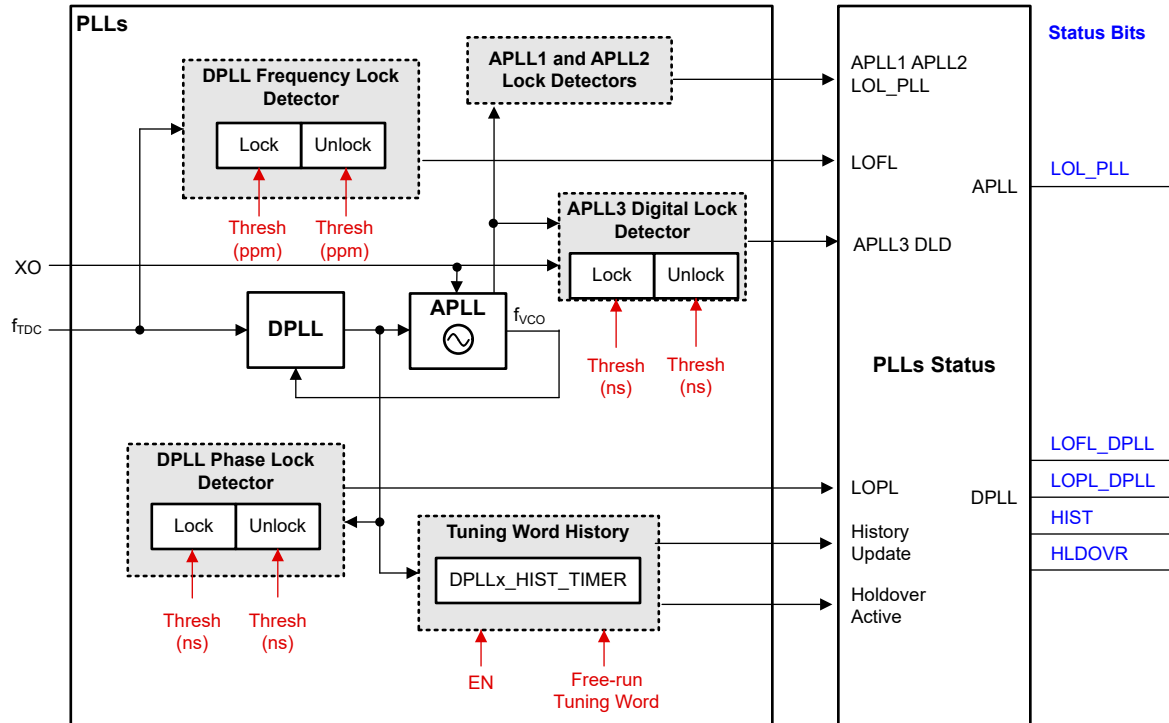 PLLs
DPLL Frequency Lock
Detector
Lock
Unlock
Thresh
(ppm)
Thresh
(ppm)
APLL1 and APLL2
Lock Detectors
APLL3 Digital Lock
Detector
Lock
Unlock
Thresh
(ns)
Thresh
(ns)
XO
fTDC
DPLL
APLL
fVCO
DPLL Phase Lock
Detector
Lock
Unlock
Thresh
(ns)
Thresh
(ns)
Tuning Word History
DPLLx_HIST_TIMER
EN
Free-run
Tuning Word
APLL1 APLL2
LOL_PLL
LOFL
APLL
APLL3 DLD
PLLs Status
LOPL
DPLL
History
Update
Holdover
Active
Status Bits
LOL_PLL
LOFL_DPLL
LOPL_DPLL
HIST
HLDOVR